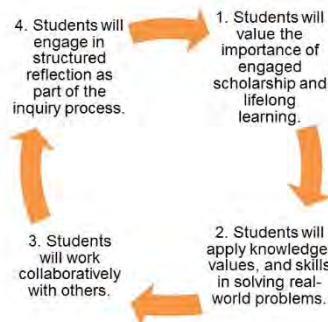 1. Students will
value the
importance of
engaged
scholarship and
lifelong
learning.
2. Students will
apply knowledge,
values, and skills
in solving real-
world problems.
3. Students
will work
collaboratively
with others.
4. Students will
engage in
structured
reflection as
part of the
inquiry process.